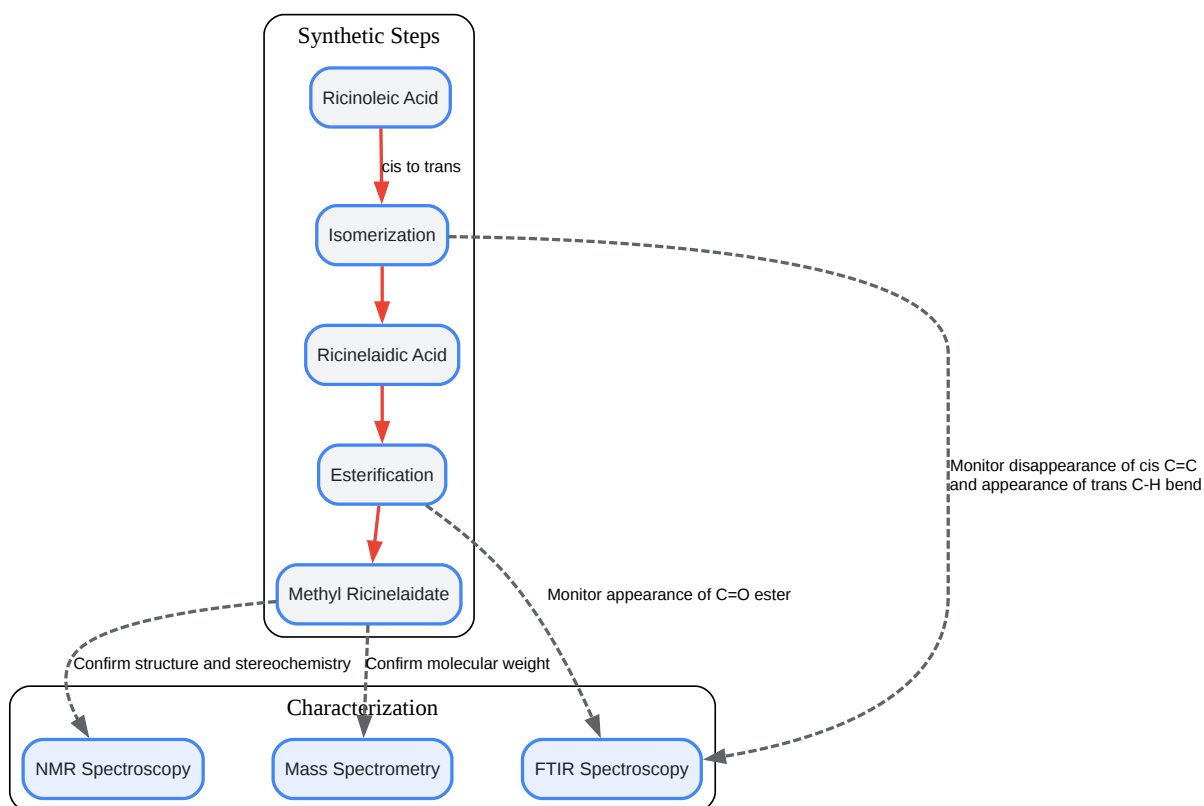 Synthetic Steps
Ricinoleic Acid
cis to trans
Isomerization
Ricinelaidic Acid
Esterification
Monitor disappearance of cis C=C
and appearance of trans C-H bend
Methyl Ricinelaidate
Monitor appearance of C=O ester
Confirm structure and stereochemistry
Confirm molecular weight
Characterization
NMR Spectroscopy
Mass Spectrometry
FTIR Spectroscopy